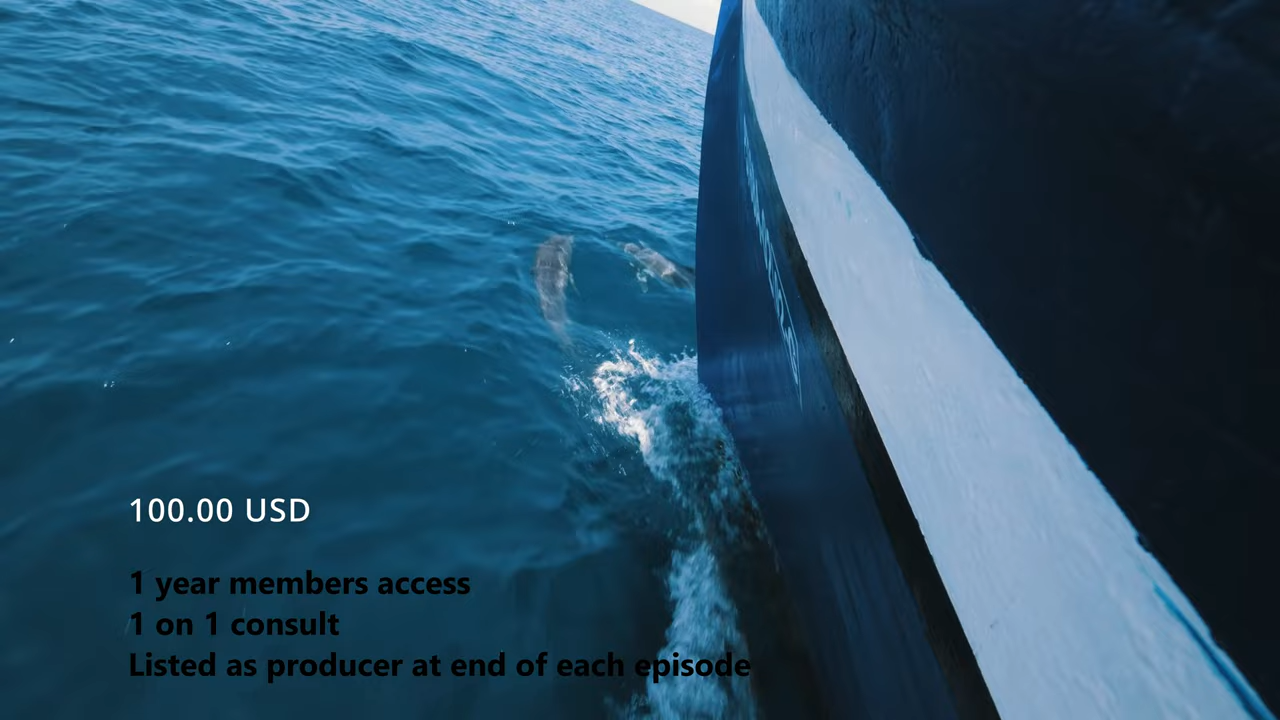 100.00 USD
1 year members access
1 on 1 consult
Listed as producer at end of each episode